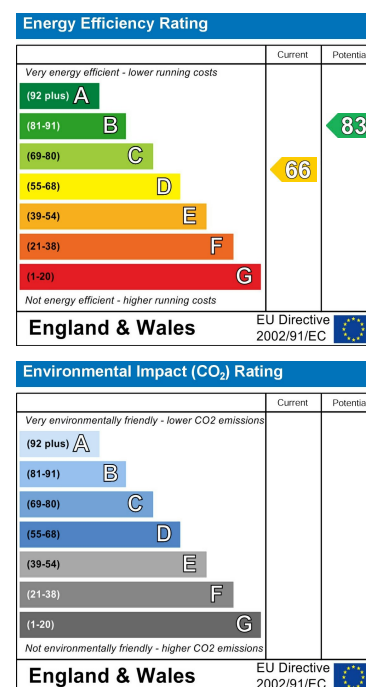 Energy Efficiency Rating
Current Potentia
Very energy efficient - lower running costs
(92 plus) A
(81-91) B 83
(69-80) C
66
(55-68) D
(39-54) E
(21-38) F
(1-20) G
Not energy efficient - higher running costs
England & Wales
EU Directive
2002/91/EC
Environmental Impact (CO₂) Rating
Current Potentia
Very environmentally friendly - lower CO2 emissions
(92 plus) A
(81-91) B
(69-80) C
(55-68) D
(39-54) E
(21-38) F
(1-20) G
Not environmentally friendly - higher CO2 emissions
England & Wales
EU Directive
2002/91/EC